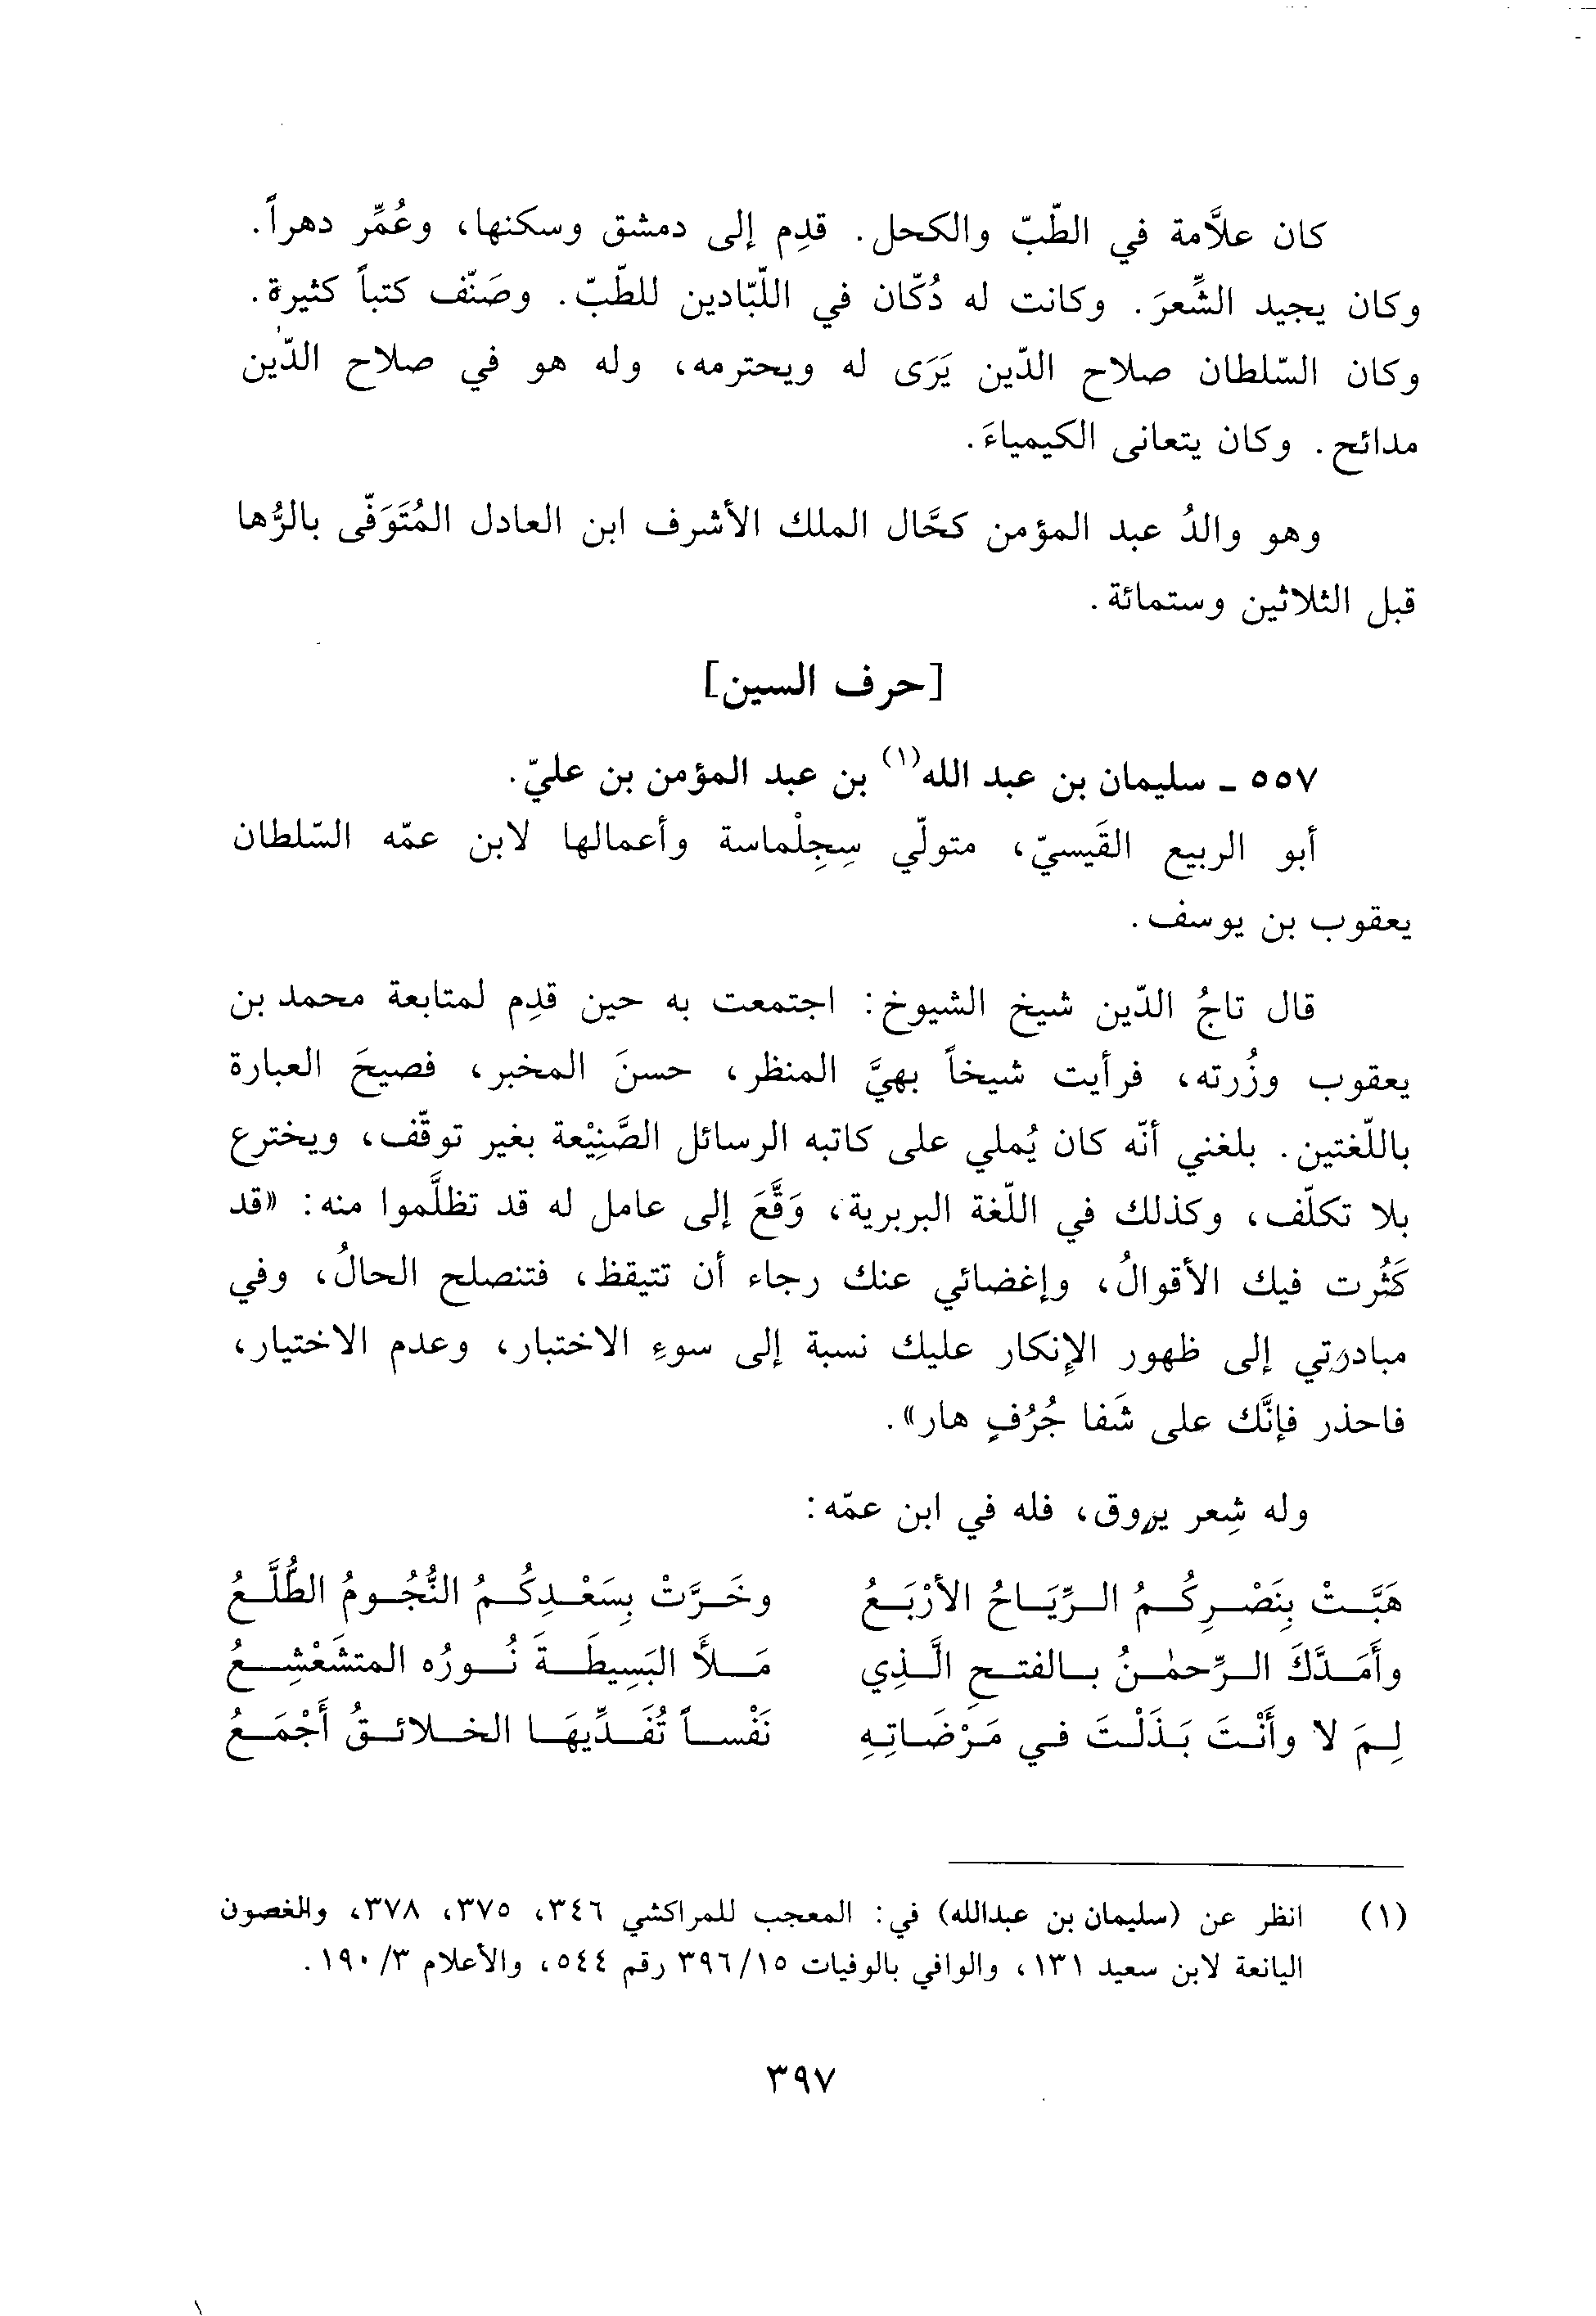 كان علاَّمة في الطّبّ والكحل. قدِم إلى دمشق وسكنها، وعُمِّر دهراً.
وكان يجيد الشِّعرَ. وكانت له دُكّان في اللّبّادين للطّبّ. وصَنّف كتباً كثيرة.
وكان السّلطان صلاح الدّين يَرَى له ويحترمه، وله هو في صلاح الدّين
مدائح. وكان يتعانى الكيمياءَ.
وهو والدُ عبد المؤمن كحَّال الملك الأشرف ابن العادل المُتَوَفّى بالرُّها
قبل الثلاثين وستمائة.
[حرف السين]
٥٥٧ ـ سليمان بن عبد الله(١) بن عبد المؤمن بن عليّ.
أبو الربيع القَيسيّ، متولّي سِجِلْماسة وأعمالها لابن عمّه السّلطان
يعقوب بن يوسف.
قال تاجُ الدّين شيخ الشيوخ: اجتمعت به حين قدِم لمتابعة محمد بن
يعقوب وزُرته، فرأيت شيخاً بهيَّ المنظر، حسنَ المخبر، فصيحَ العبارة
باللّغتين. بلغني أنّه كان يُملي على كاتبه الرسائل الصَّنِيْعة بغير توقّف، ويخترع
بلا تكلّف، وكذلك في اللّغة البربرية، وَقَّعَ إلى عامل له قد تظلَّموا منه: «قد
كَثُرت فيك الأقوالُ، وإغضائي عنك رجاء أن تتيقظ، فتنصلح الحالُ، وفي
مبادرتي إلى ظهور الإنكار عليك نسبة إلى سوءِ الاختبار، وعدم الاختيار،
فاحذر فإنَّك على شَفا جُرُفٍ هار».
وله شِعر يروق، فله في ابن عمّه:
هَبَّتْ بِنَصْرِكُمُ الرِّيَاحُ الأرْبَعُ وخَرَّتْ بِسَعْدِكُمُ النُّجُومُ الطُّلَّعُ
وأَمَدَّكَ الرِّحمٰنُ بالفتحِ الَّذِي مَلأَ البَسِيطَةَ نُورُه المتشَعْشِعُ
لِمَ لا وأَنْتَ بَذَلْتَ في مَرْضَاتِهِ نَفْساً تُفَدِّيهَا الخلائقُ أَجْمَعُ
(١) انظر عن (سليمان بن عبدالله) في: المعجب للمراكشي ٣٤٦، ٣٧٥، ٣٧٨، والغصون
اليانعة لابن سعيد ١٣١، والوافي بالوفيات ٣٩٦/١٥ رقم ٥٤٤، والأعلام ١٩٠/٣.
٣٩٧